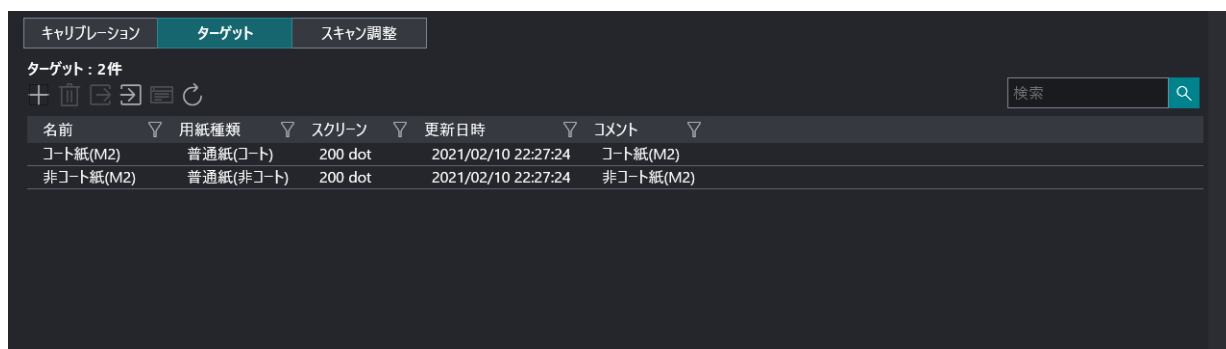 キャリブレーション ターゲット スキャン調整
ターゲット : 2件
検索
名前 用紙種類 スクリーン 更新日時 コメント
コート紙(M2) 普通紙(コート) 200 dot 2021/02/10 22:27:24 コート紙(M2)
非コート紙(M2) 普通紙(非コート) 200 dot 2021/02/10 22:27:24 非コート紙(M2)